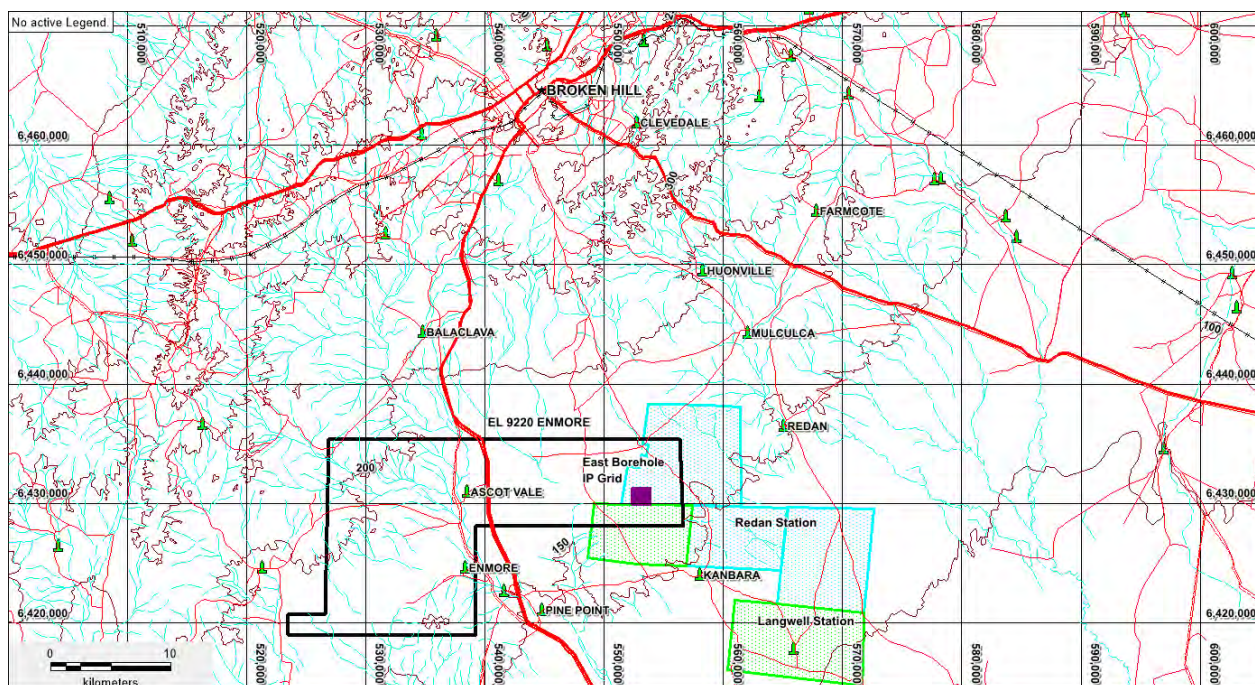 No active Legend.
510,000
520,000
530,000
540,000
550,000
560,000
570,000
580,000
590,000
600,000
BROKEN HILL
CLEVEDALE
6,460,000
6,460,000
300
FARMCOTE
6,450,000
6,450,000
HUONVILLE
100
BALACLAVA
MULCULCA
6,440,000
6,440,000
EL 9220 ENMORE
REDAN
200
East Borehole
IP Grid
ASCOT VALE
6,430,000
6,430,000
Redan Station
150
ENMORE
KANBARA
PINE POINT
6,420,000
6,420,000
Langwell Station
0 10
kilometers
520,000
530,000
540,000
550,000
560,000
570,000
580,000
590,000
600,000